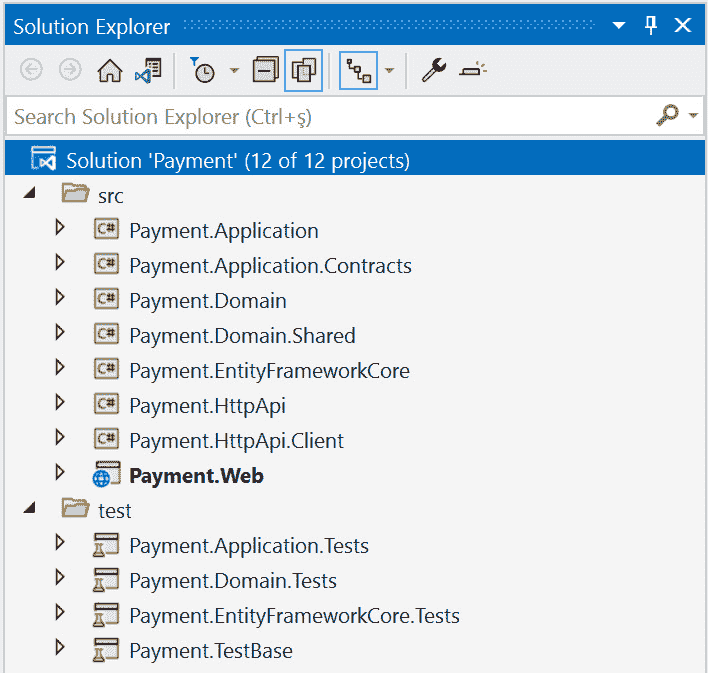 Solution Explorer
Search Solution Explorer (Ctrl+ş)
Solution 'Payment' (12 of 12 projects)
src
C# Payment.Application
C# Payment.Application.Contracts
C# Payment.Domain
C# Payment.Domain.Shared
C# Payment.EntityFrameworkCore
C# Payment.HttpApi
C# Payment.HttpApi.Client
Payment.Web
test
Payment.Application.Tests
Payment.Domain.Tests
Payment.EntityFrameworkCore.Tests
Payment.TestBase